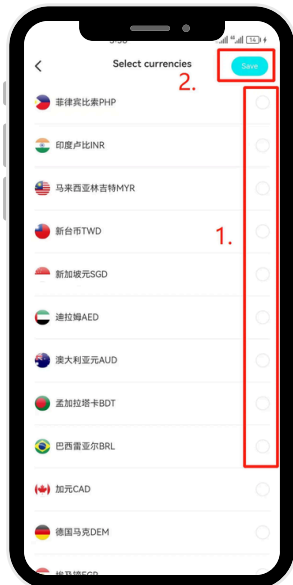 Select currencies
Save
2.
菲律宾比索PHP
印度卢比INR
马来西亚林吉特MYR
新台币TWD
1.
新加坡元SGD
迪拉姆AED
澳大利亚元AUD
孟加拉塔卡BDT
巴西雷亚尔BRL
加元CAD
德国马克DEM